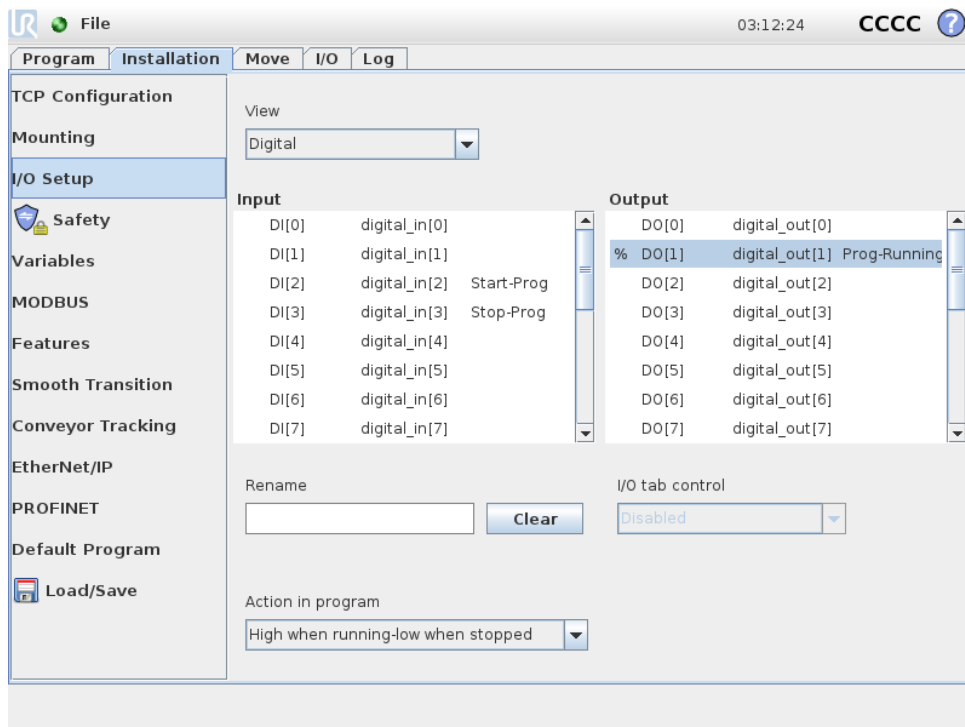 UR File 03:12:24 CCCC ?
Program Installation Move I/O Log
TCP Configuration
Mounting
I/O Setup
Safety
Variables
MODBUS
Features
Smooth Transition
Conveyor Tracking
EtherNet/IP
PROFINET
Default Program
Load/Save
View
Digital
Input
DI[0] digital_in[0]
DI[1] digital_in[1]
DI[2] digital_in[2] Start-Prog
DI[3] digital_in[3] Stop-Prog
DI[4] digital_in[4]
DI[5] digital_in[5]
DI[6] digital_in[6]
DI[7] digital_in[7]
Output
DO[0] digital_out[0]
% DO[1] digital_out[1] Prog-Running
DO[2] digital_out[2]
DO[3] digital_out[3]
DO[4] digital_out[4]
DO[5] digital_out[5]
DO[6] digital_out[6]
DO[7] digital_out[7]
Rename
Clear
I/O tab control
Disabled
Action in program
High when running-low when stopped